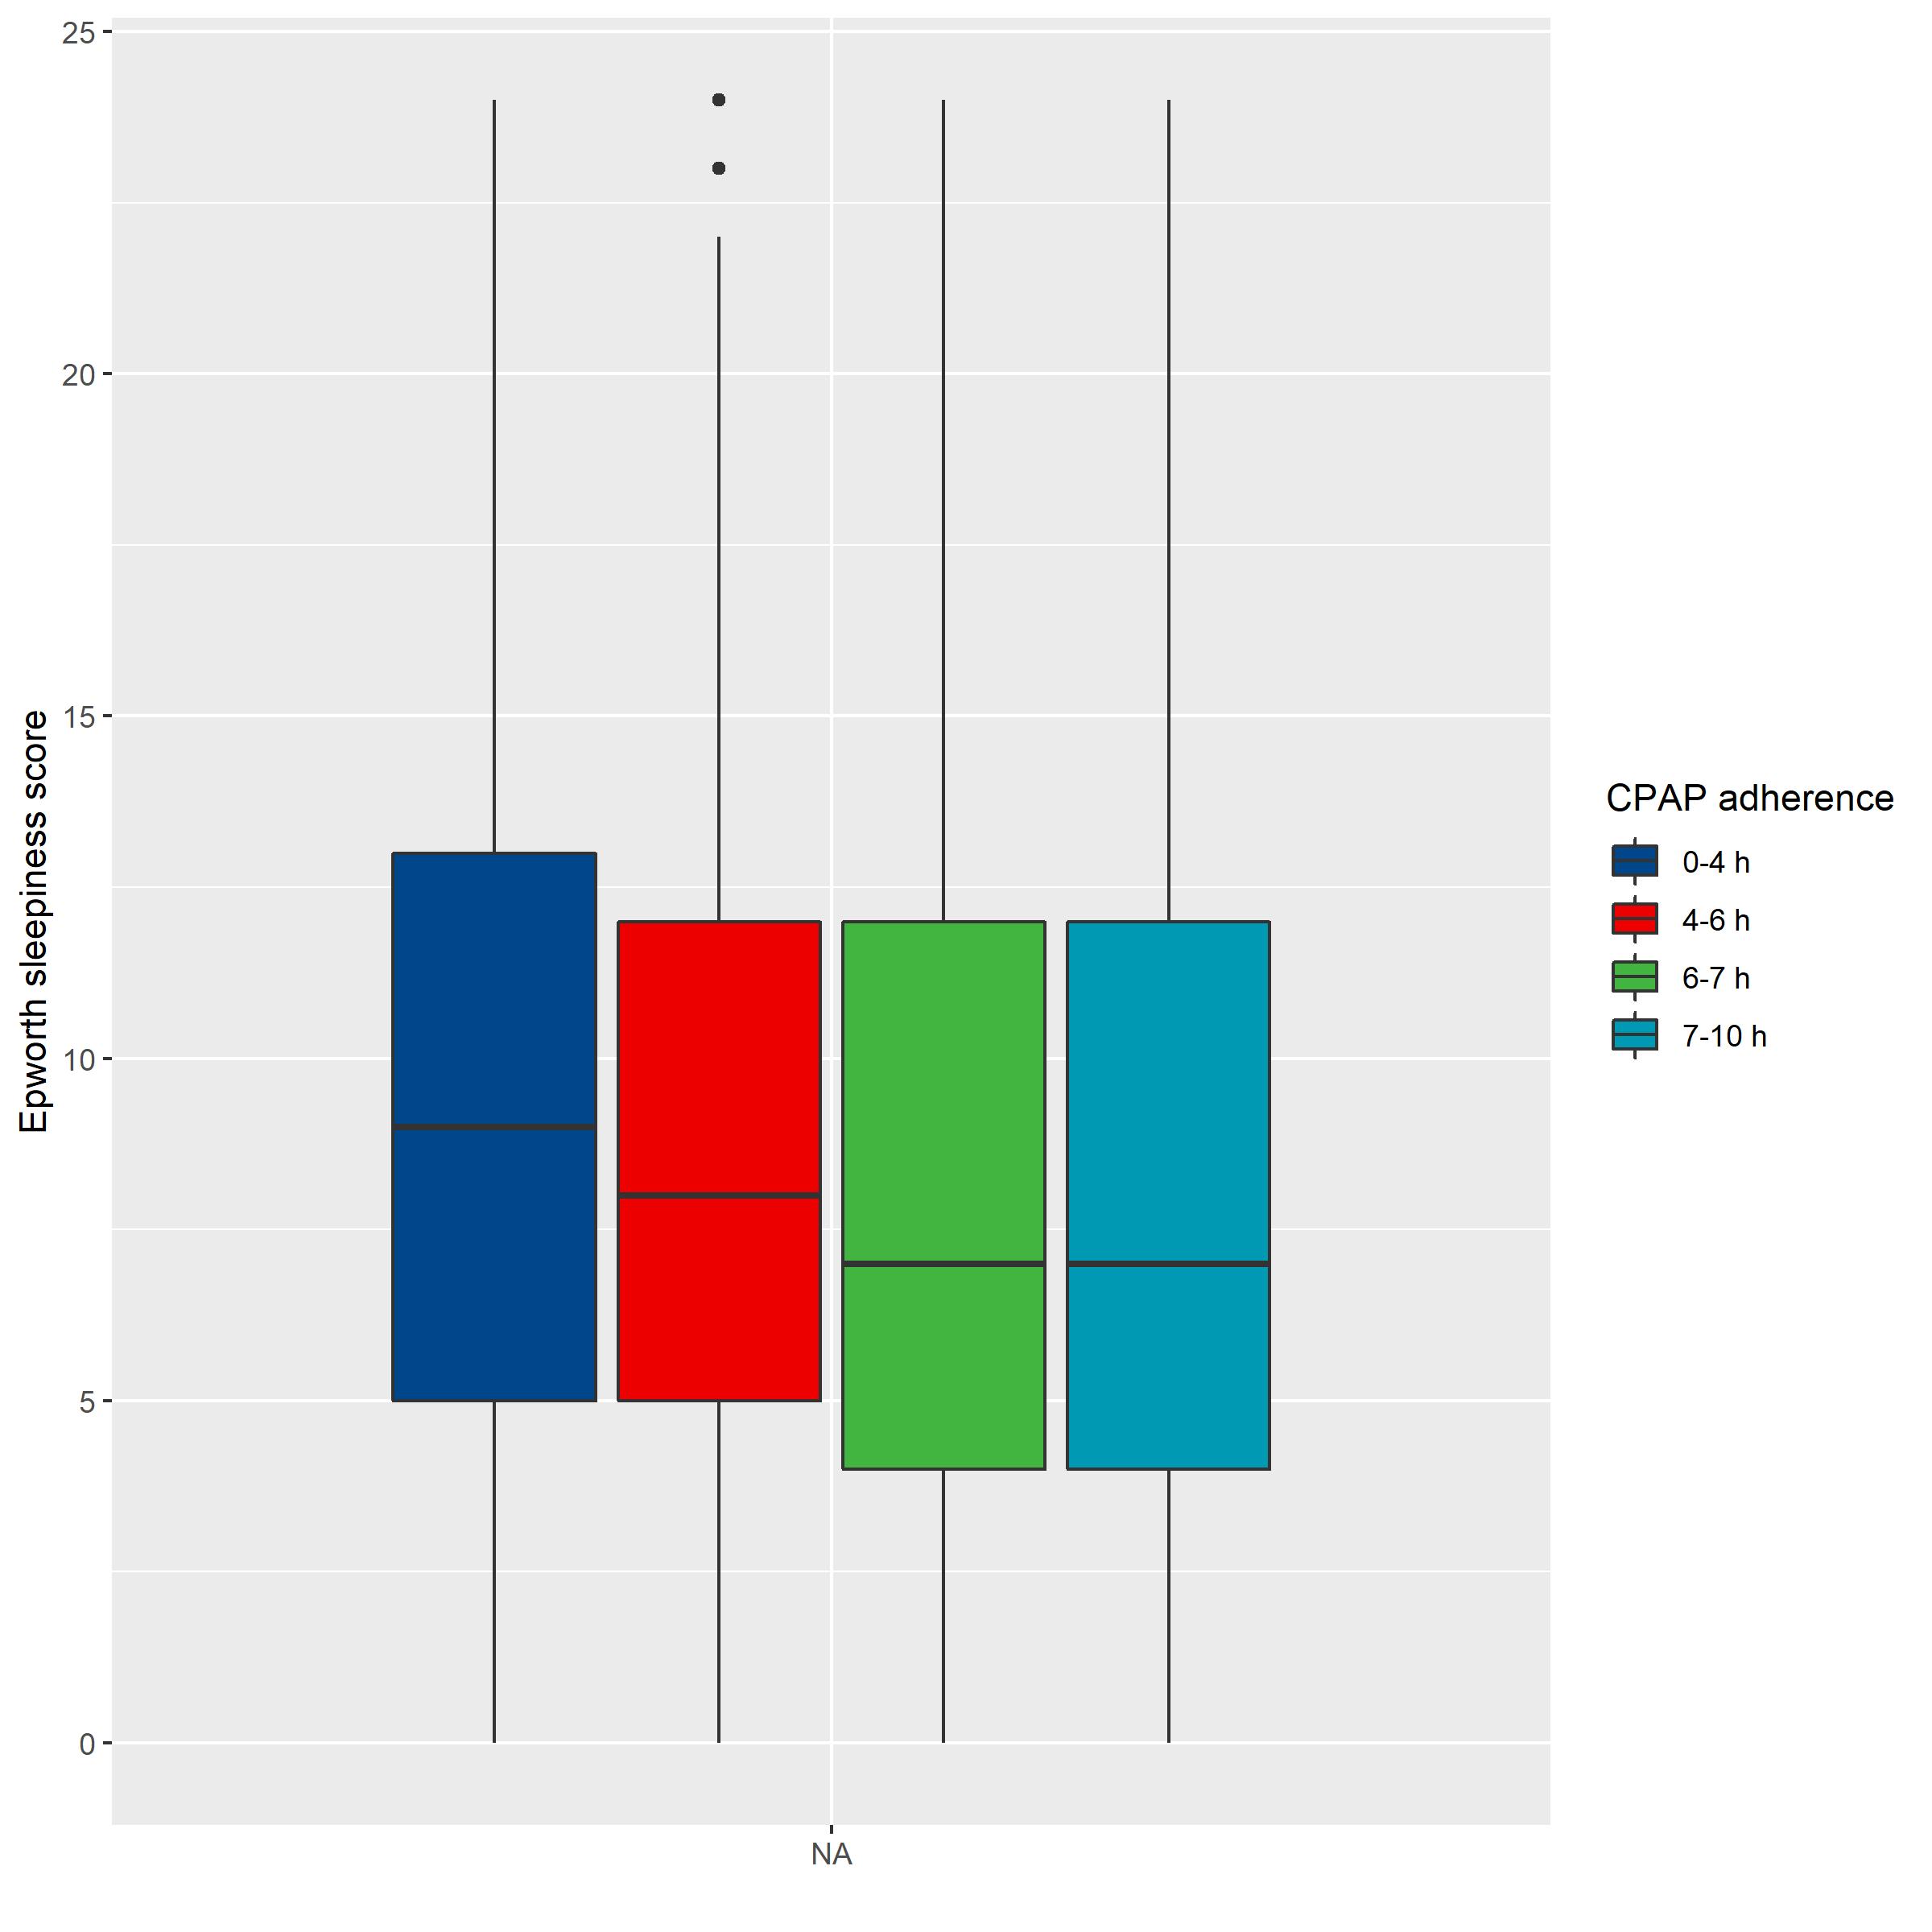 Epworth sleepiness score
25
20
15
10
5
0
NA
CPAP adherence
0-4 h
4-6 h
6-7 h
7-10 h